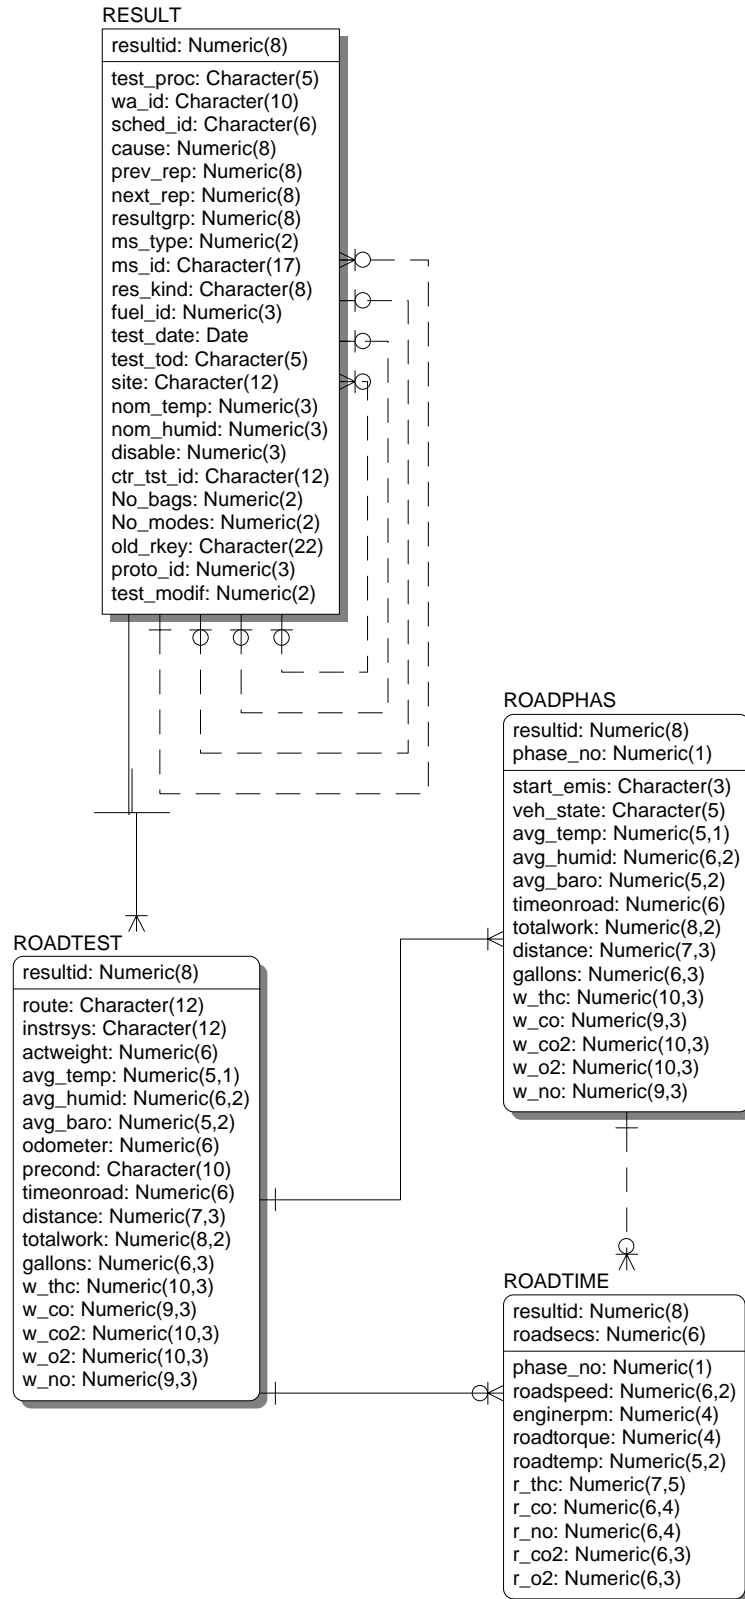 RESULT
resultid: Numeric(8)
test_proc: Character(5)
wa_id: Character(10)
sched_id: Character(6)
cause: Numeric(8)
prev_rep: Numeric(8)
next_rep: Numeric(8)
resultgrp: Numeric(8)
ms_type: Numeric(2)
ms_id: Character(17)
res_kind: Character(8)
fuel_id: Numeric(3)
test_date: Date
test_tod: Character(5)
site: Character(12)
nom_temp: Numeric(3)
nom_humid: Numeric(3)
disable: Numeric(3)
ctr_tst_id: Character(12)
No_bags: Numeric(2)
No_modes: Numeric(2)
old_rkey: Character(22)
proto_id: Numeric(3)
test_modif: Numeric(2)
ROADPHAS
resultid: Numeric(8)
phase_no: Numeric(1)
start_emis: Character(3)
veh_state: Character(5)
avg_temp: Numeric(5,1)
avg_humid: Numeric(6,2)
avg_baro: Numeric(5,2)
timeonroad: Numeric(6)
totalwork: Numeric(8,2)
distance: Numeric(7,3)
gallons: Numeric(6,3)
w_thc: Numeric(10,3)
w_co: Numeric(9,3)
w_co2: Numeric(10,3)
w_o2: Numeric(10,3)
w_no: Numeric(9,3)
ROADTEST
resultid: Numeric(8)
route: Character(12)
instrsys: Character(12)
actweight: Numeric(6)
avg_temp: Numeric(5,1)
avg_humid: Numeric(6,2)
avg_baro: Numeric(5,2)
odometer: Numeric(6)
precond: Character(10)
timeonroad: Numeric(6)
distance: Numeric(7,3)
totalwork: Numeric(8,2)
gallons: Numeric(6,3)
w_thc: Numeric(10,3)
w_co: Numeric(9,3)
w_co2: Numeric(10,3)
w_o2: Numeric(10,3)
w_no: Numeric(9,3)
ROADTIME
resultid: Numeric(8)
roadsecs: Numeric(6)
phase_no: Numeric(1)
roadspeed: Numeric(6,2)
enginerpm: Numeric(4)
roadtorque: Numeric(4)
roadtemp: Numeric(5,2)
r_thc: Numeric(7,5)
r_co: Numeric(6,4)
r_no: Numeric(6,4)
r_co2: Numeric(6,3)
r_o2: Numeric(6,3)